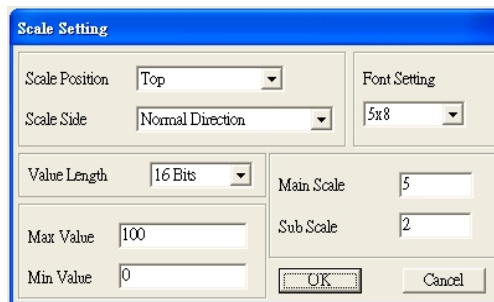 Scale Setting
Scale Position Top
Font Setting
Scale Side Normal Direction
5x8
Value Length 16 Bits
Main Scale 5
Max Value 100
Sub Scale 2
Min Value 0
OK Cancel